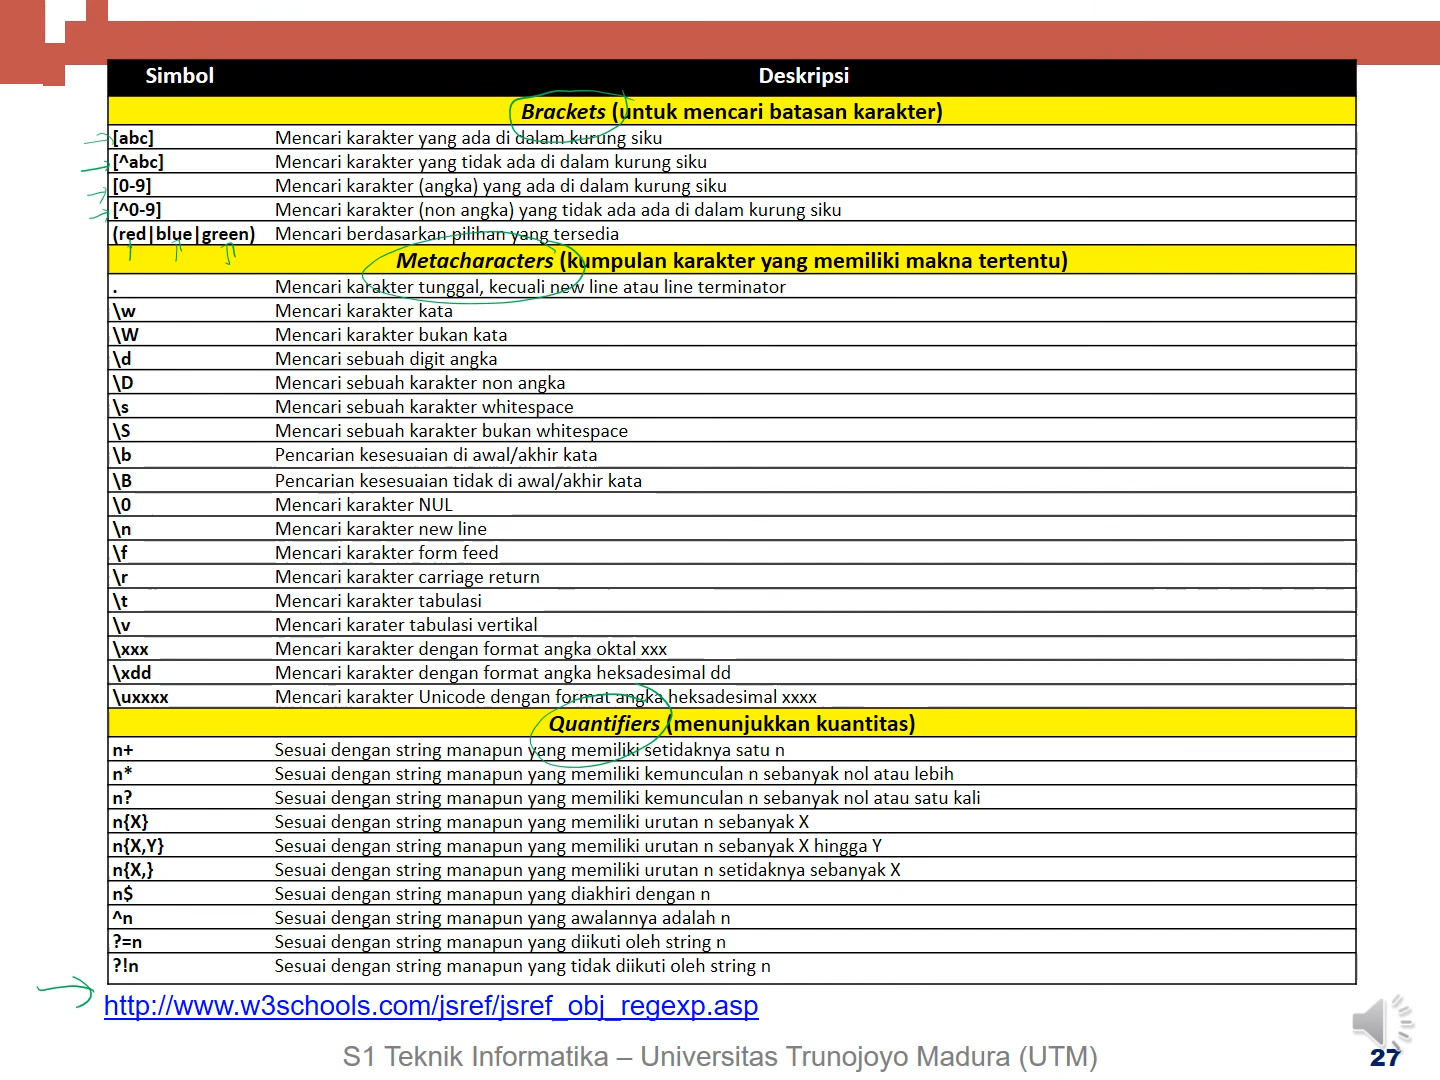 Simbol Deskripsi
Brackets (untuk mencari batasan karakter)
[abc] Mencari karakter yang ada di dalam kurung siku
[^abc] Mencari karakter yang tidak ada di dalam kurung siku
[0-9] Mencari karakter (angka) yang ada di dalam kurung siku
[^0-9] Mencari karakter (non angka) yang tidak ada ada di dalam kurung siku
(red|blue|green) Mencari berdasarkan pilihan yang tersedia
Metacharacters (kumpulan karakter yang memiliki makna tertentu)
. Mencari karakter tunggal, kecuali new line atau line terminator
\w Mencari karakter kata
\W Mencari karakter bukan kata
\d Mencari sebuah digit angka
\D Mencari sebuah karakter non angka
\s Mencari sebuah karakter whitespace
\S Mencari sebuah karakter bukan whitespace
\b Pencarian kesesuaian di awal/akhir kata
\B Pencarian kesesuaian tidak di awal/akhir kata
\0 Mencari karakter NUL
\n Mencari karakter new line
\f Mencari karakter form feed
\r Mencari karakter carriage return
\t Mencari karakter tabulasi
\v Mencari karater tabulasi vertikal
\xxx Mencari karakter dengan format angka oktal xxx
\xdd Mencari karakter dengan format angka heksadesimal dd
\uxxxx Mencari karakter Unicode dengan format angka heksadesimal xxxx
Quantifiers (menunjukkan kuantitas)
n+ Sesuai dengan string manapun yang memiliki setidaknya satu n
n* Sesuai dengan string manapun yang memiliki kemunculan n sebanyak nol atau lebih
n? Sesuai dengan string manapun yang memiliki kemunculan n sebanyak nol atau satu kali
n{X} Sesuai dengan string manapun yang memiliki urutan n sebanyak X
n{X,Y} Sesuai dengan string manapun yang memiliki urutan n sebanyak X hingga Y
n{X,} Sesuai dengan string manapun yang memiliki urutan n setidaknya sebanyak X
n$ Sesuai dengan string manapun yang diakhiri dengan n
^n Sesuai dengan string manapun yang awalannya adalah n
?=n Sesuai dengan string manapun yang diikuti oleh string n
?!n Sesuai dengan string manapun yang tidak diikuti oleh string n
http://www.w3schools.com/jsref/jsref_obj_regexp.asp
S1 Teknik Informatika – Universitas Trunojoyo Madura (UTM)
27